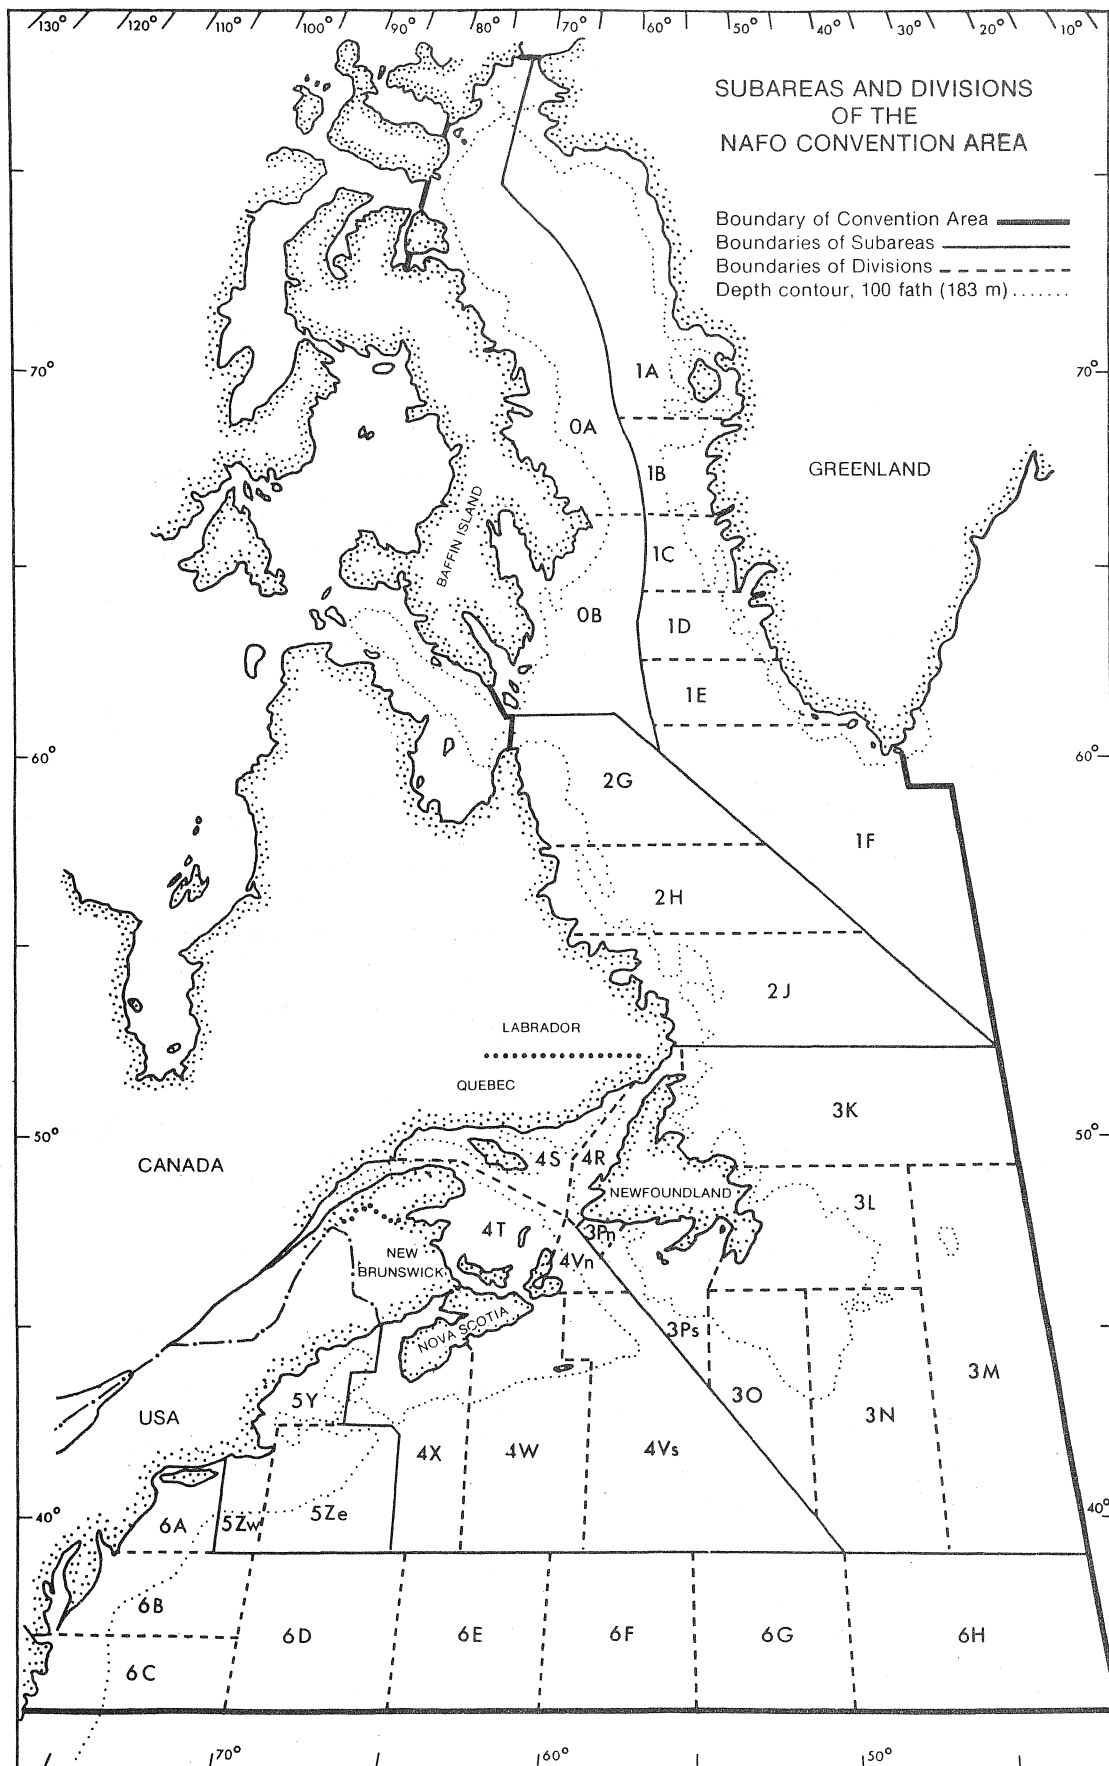 130° 120° 110° 100° 90° 80° 70° 60° 50° 40° 30° 20° 10°
SUBAREAS AND DIVISIONS
OF THE
NAFO CONVENTION AREA
Boundary of Convention Area
Boundaries of Subareas
Boundaries of Divisions
Depth contour, 100 fath (183 m)
70° 1A 70°
0A
1B GREENLAND
BAFFIN ISLAND
1C
0B 1D
1E
60° 60°
2G
1F
2H
2J
LABRADOR
QUEBEC
3K
50° 50°
CANADA 4S 4R
NEWFOUNDLAND 3L
4T 3Pn
NEW
BRUNSWICK 4Vn
NOVA SCOTIA 3Ps
3M
5Y 3O
USA 3N
4X 4W 4Vs
40° 40°
6A 5Zw 5Ze
6B
6D 6E 6F 6G 6H
6C
70° 60° 50°